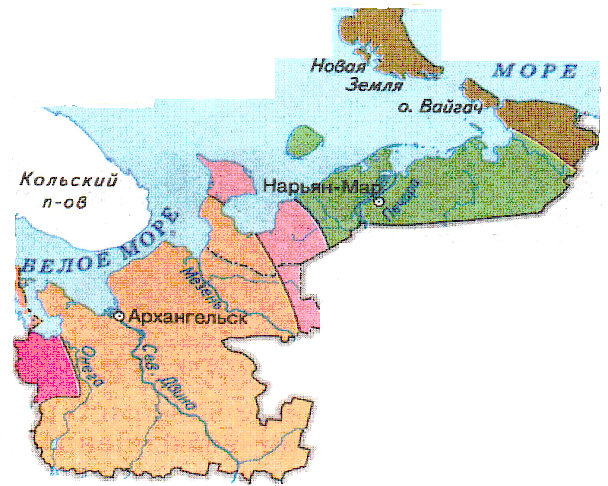 Новая
Земля
МОРЕ
о. Вайгач
Кольский
п-ов
Нарьян-Мар
Печора
БЕЛОЕ МОРЕ
Мезень
Архангельск
Онега
Сев. Двина